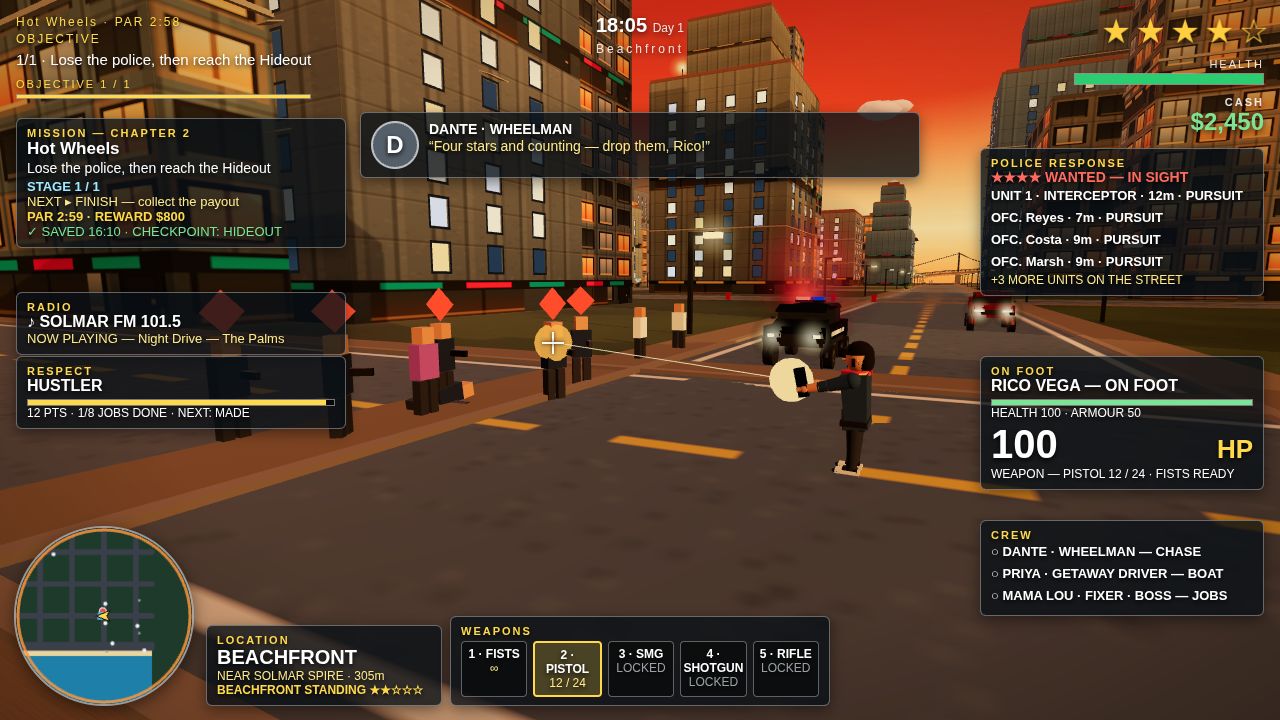 Hot Wheels · PAR 2:58
OBJECTIVE
1/1 · Lose the police, then reach the Hideout
OBJECTIVE 1 / 1
MISSION — CHAPTER 2
Hot Wheels
Lose the police, then reach the Hideout
STAGE 1 / 1
NEXT ▸ FINISH — collect the payout
PAR 2:59 · REWARD $800
✓ SAVED 16:10 · CHECKPOINT: HIDEOUT
RADIO
♪ SOLMAR FM 101.5
NOW PLAYING — Night Drive — The Palms
RESPECT
HUSTLER
12 PTS · 1/8 JOBS DONE · NEXT: MADE
18:05 Day 1
Beachfront
D
DANTE · WHEELMAN
“Four stars and counting — drop them, Rico!”
★★★★☆
HEALTH
CASH
$2,450
POLICE RESPONSE
★★★★ WANTED — IN SIGHT
UNIT 1 · INTERCEPTOR · 12m · PURSUIT
OFC. Reyes · 7m · PURSUIT
OFC. Costa · 9m · PURSUIT
OFC. Marsh · 9m · PURSUIT
+3 MORE UNITS ON THE STREET
ON FOOT
RICO VEGA — ON FOOT
HEALTH 100 · ARMOUR 50
100 HP
WEAPON — PISTOL 12 / 24 · FISTS READY
CREW
○ DANTE · WHEELMAN — CHASE
○ PRIYA · GETAWAY DRIVER — BOAT
○ MAMA LOU · FIXER · BOSS — JOBS
LOCATION
BEACHFRONT
NEAR SOLMAR SPIRE · 305m
BEACHFRONT STANDING ★★☆☆☆
WEAPONS
1 · FISTS
∞
2 · PISTOL
12 / 24
3 · SMG
LOCKED
4 · SHOTGUN
LOCKED
5 · RIFLE
LOCKED